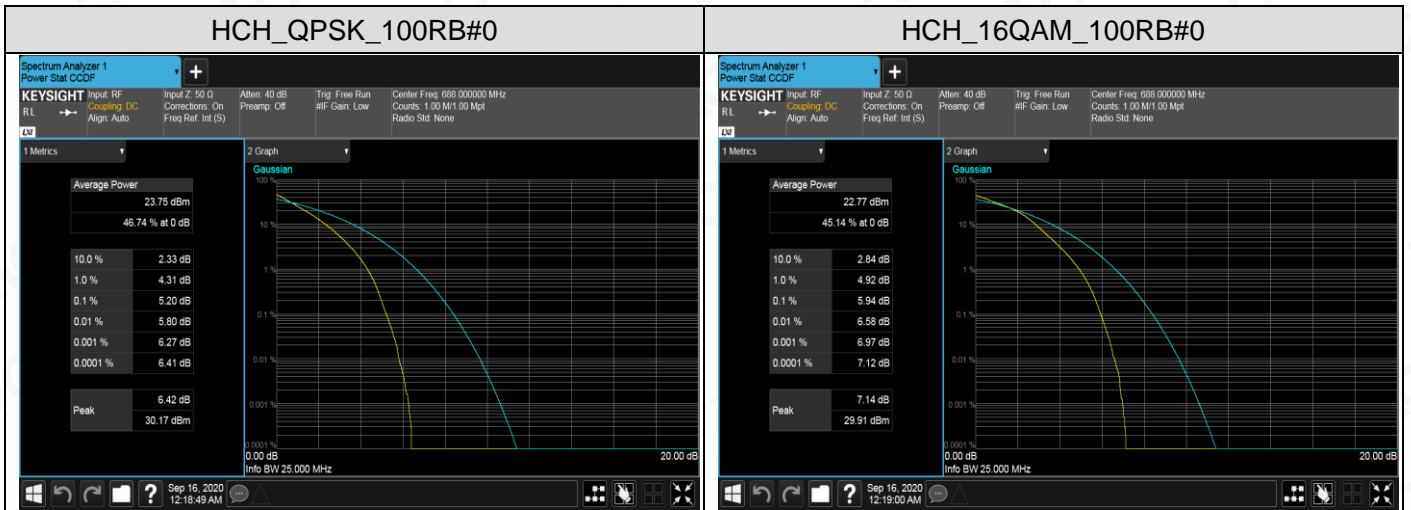 HCH_QPSK_100RB#0
Spectrum Analyzer 1
Power Stat CCDF
+
KEYSIGHT
RL
LXI
Input: RF
Coupling: DC
Align: Auto
Input Z: 50 Ω
Corrections: On
Freq Ref: Int (S)
Atten: 40 dB
Preamp: Off
Trig: Free Run
#IF Gain: Low
Center Freq: 688.000000 MHz
Counts: 1.00 M/1.00 Mpt
Radio Std: None
1 Metrics
Average Power
23.75 dBm
46.74 % at 0 dB
10.0 % 2.33 dB
1.0 % 4.31 dB
0.1 % 5.20 dB
0.01 % 5.80 dB
0.001 % 6.27 dB
0.0001 % 6.41 dB
Peak
6.42 dB
30.17 dBm
2 Graph
Gaussian
100 %
10 %
1 %
0.1 %
0.01 %
0.001 %
0.0001 %
0.00 dB 20.00 dB
Info BW 25.000 MHz
?
Sep 16, 2020
12:18:49 AM
HCH_16QAM_100RB#0
Spectrum Analyzer 1
Power Stat CCDF
+
KEYSIGHT
RL
LXI
Input: RF
Coupling: DC
Align: Auto
Input Z: 50 Ω
Corrections: On
Freq Ref: Int (S)
Atten: 40 dB
Preamp: Off
Trig: Free Run
#IF Gain: Low
Center Freq: 688.000000 MHz
Counts: 1.00 M/1.00 Mpt
Radio Std: None
1 Metrics
Average Power
22.77 dBm
45.14 % at 0 dB
10.0 % 2.84 dB
1.0 % 4.92 dB
0.1 % 5.94 dB
0.01 % 6.58 dB
0.001 % 6.97 dB
0.0001 % 7.12 dB
Peak
7.14 dB
29.91 dBm
2 Graph
Gaussian
100 %
10 %
1 %
0.1 %
0.01 %
0.001 %
0.0001 %
0.00 dB 20.00 dB
Info BW 25.000 MHz
?
Sep 16, 2020
12:19:00 AM